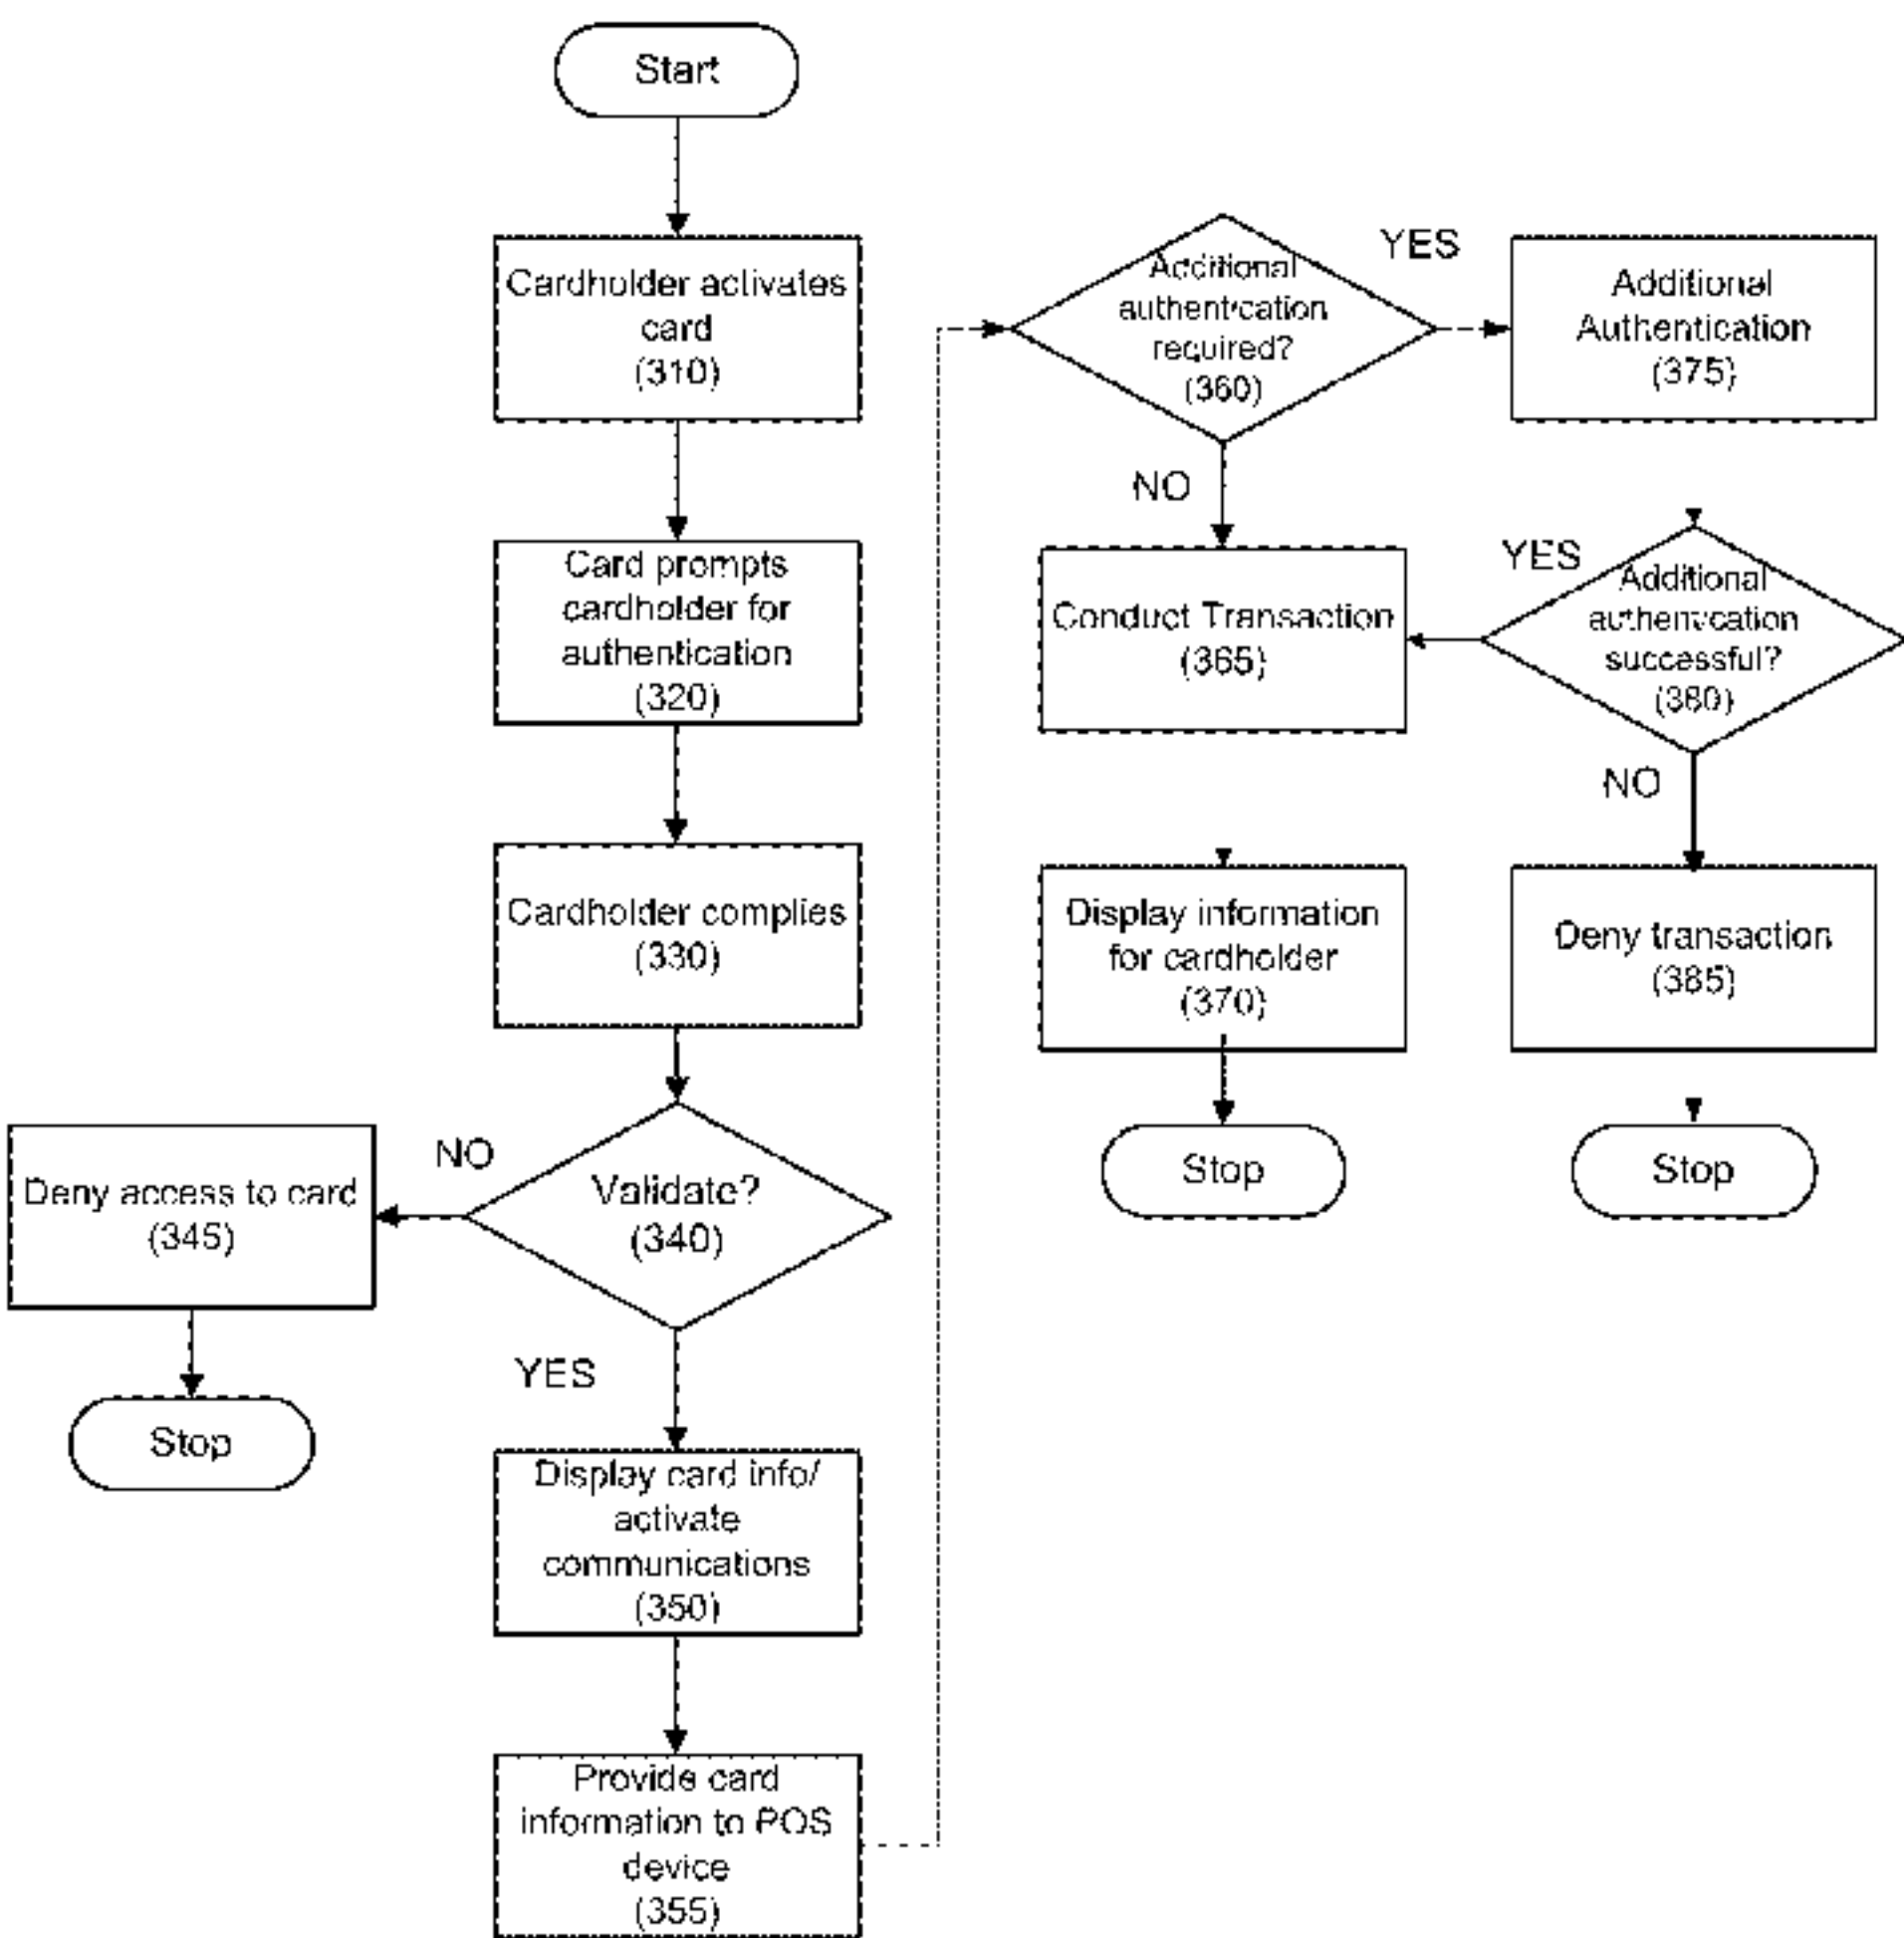 Start
Cardholder activates
card
(310)
Card prompts
cardholder for
authentication
(320)
Cardholder complies
(330)
NO
Validate?
(340)
Deny access to card
(345)
Stop
YES
Display card info/
activate
communications
(350)
Provide card
information to POS
device
(355)
Additional
authentication
required?
(360)
YES
Additional
Authentication
(375)
NO
Conduct Transaction
(365)
YES
Additional
authentication
successful?
(380)
NO
Display information
for cardholder
(370)
Deny transaction
(385)
Stop
Stop